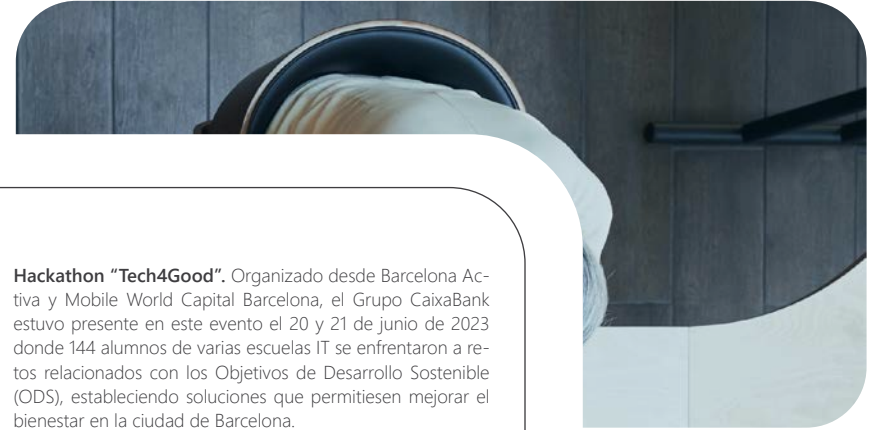 Hackathon “Tech4Good”. Organizado desde Barcelona Ac-
tiva y Mobile World Capital Barcelona, el Grupo CaixaBank
estuvo presente en este evento el 20 y 21 de junio de 2023
donde 144 alumnos de varias escuelas IT se enfrentaron a re-
tos relacionados con los Objetivos de Desarrollo Sostenible
(ODS), estableciendo soluciones que permitiesen mejorar el
bienestar en la ciudad de Barcelona.